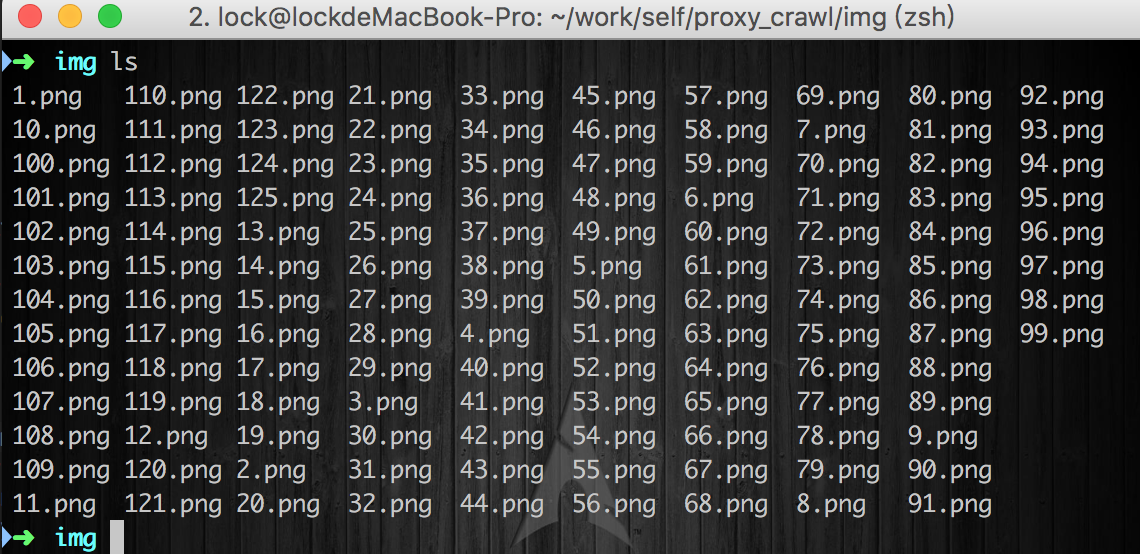 2. lock@lockdeMacBook-Pro: ~/work/self/proxy_crawl/img (zsh)
➜ img ls
1.png 110.png 122.png 21.png 33.png 45.png 57.png 69.png 80.png 92.png
10.png 111.png 123.png 22.png 34.png 46.png 58.png 7.png 81.png 93.png
100.png 112.png 124.png 23.png 35.png 47.png 59.png 70.png 82.png 94.png
101.png 113.png 125.png 24.png 36.png 48.png 6.png 71.png 83.png 95.png
102.png 114.png 13.png 25.png 37.png 49.png 60.png 72.png 84.png 96.png
103.png 115.png 14.png 26.png 38.png 5.png 61.png 73.png 85.png 97.png
104.png 116.png 15.png 27.png 39.png 50.png 62.png 74.png 86.png 98.png
105.png 117.png 16.png 28.png 4.png 51.png 63.png 75.png 87.png 99.png
106.png 118.png 17.png 29.png 40.png 52.png 64.png 76.png 88.png
107.png 119.png 18.png 3.png 41.png 53.png 65.png 77.png 89.png
108.png 12.png 19.png 30.png 42.png 54.png 66.png 78.png 9.png
109.png 120.png 2.png 31.png 43.png 55.png 67.png 79.png 90.png
11.png 121.png 20.png 32.png 44.png 56.png 68.png 8.png 91.png
➜ img